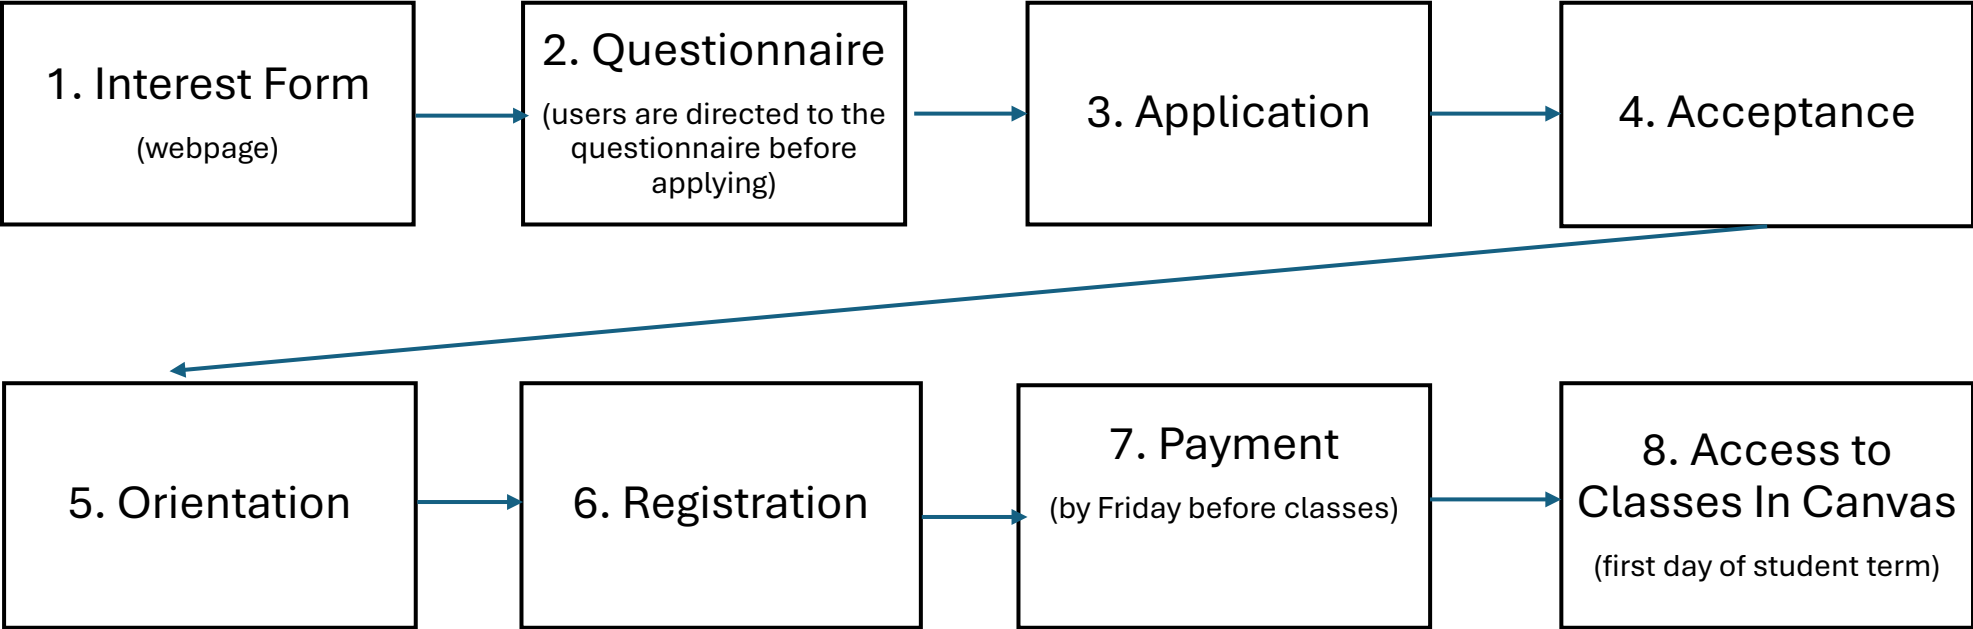 1. Interest Form
(webpage)
2. Questionnaire
(users are directed to the
questionnaire before
applying)
3. Application
4. Acceptance
5. Orientation
6. Registration
7. Payment
(by Friday before classes)
8. Access to
Classes In Canvas
(first day of student term)